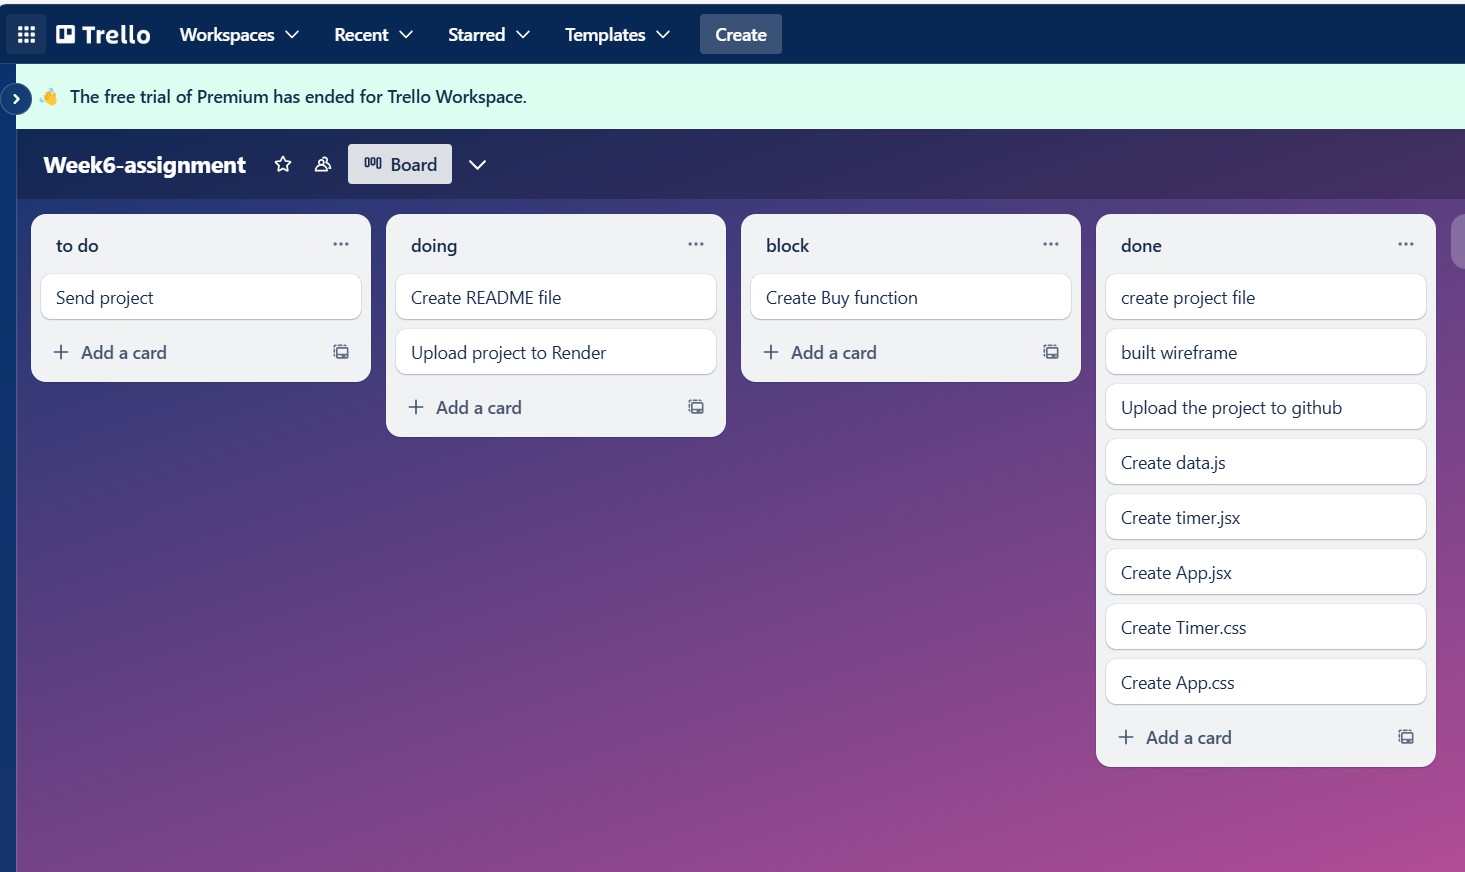 Trello
Workspaces
Recent
Starred
Templates
Create
The free trial of Premium has ended for Trello Workspace.
Week6-assignment
Board
to do
Send project
Add a card
doing
Create README file
Upload project to Render
Add a card
block
Create Buy function
Add a card
done
create project file
built wireframe
Upload the project to github
Create data.js
Create timer.jsx
Create App.jsx
Create Timer.css
Create App.css
Add a card